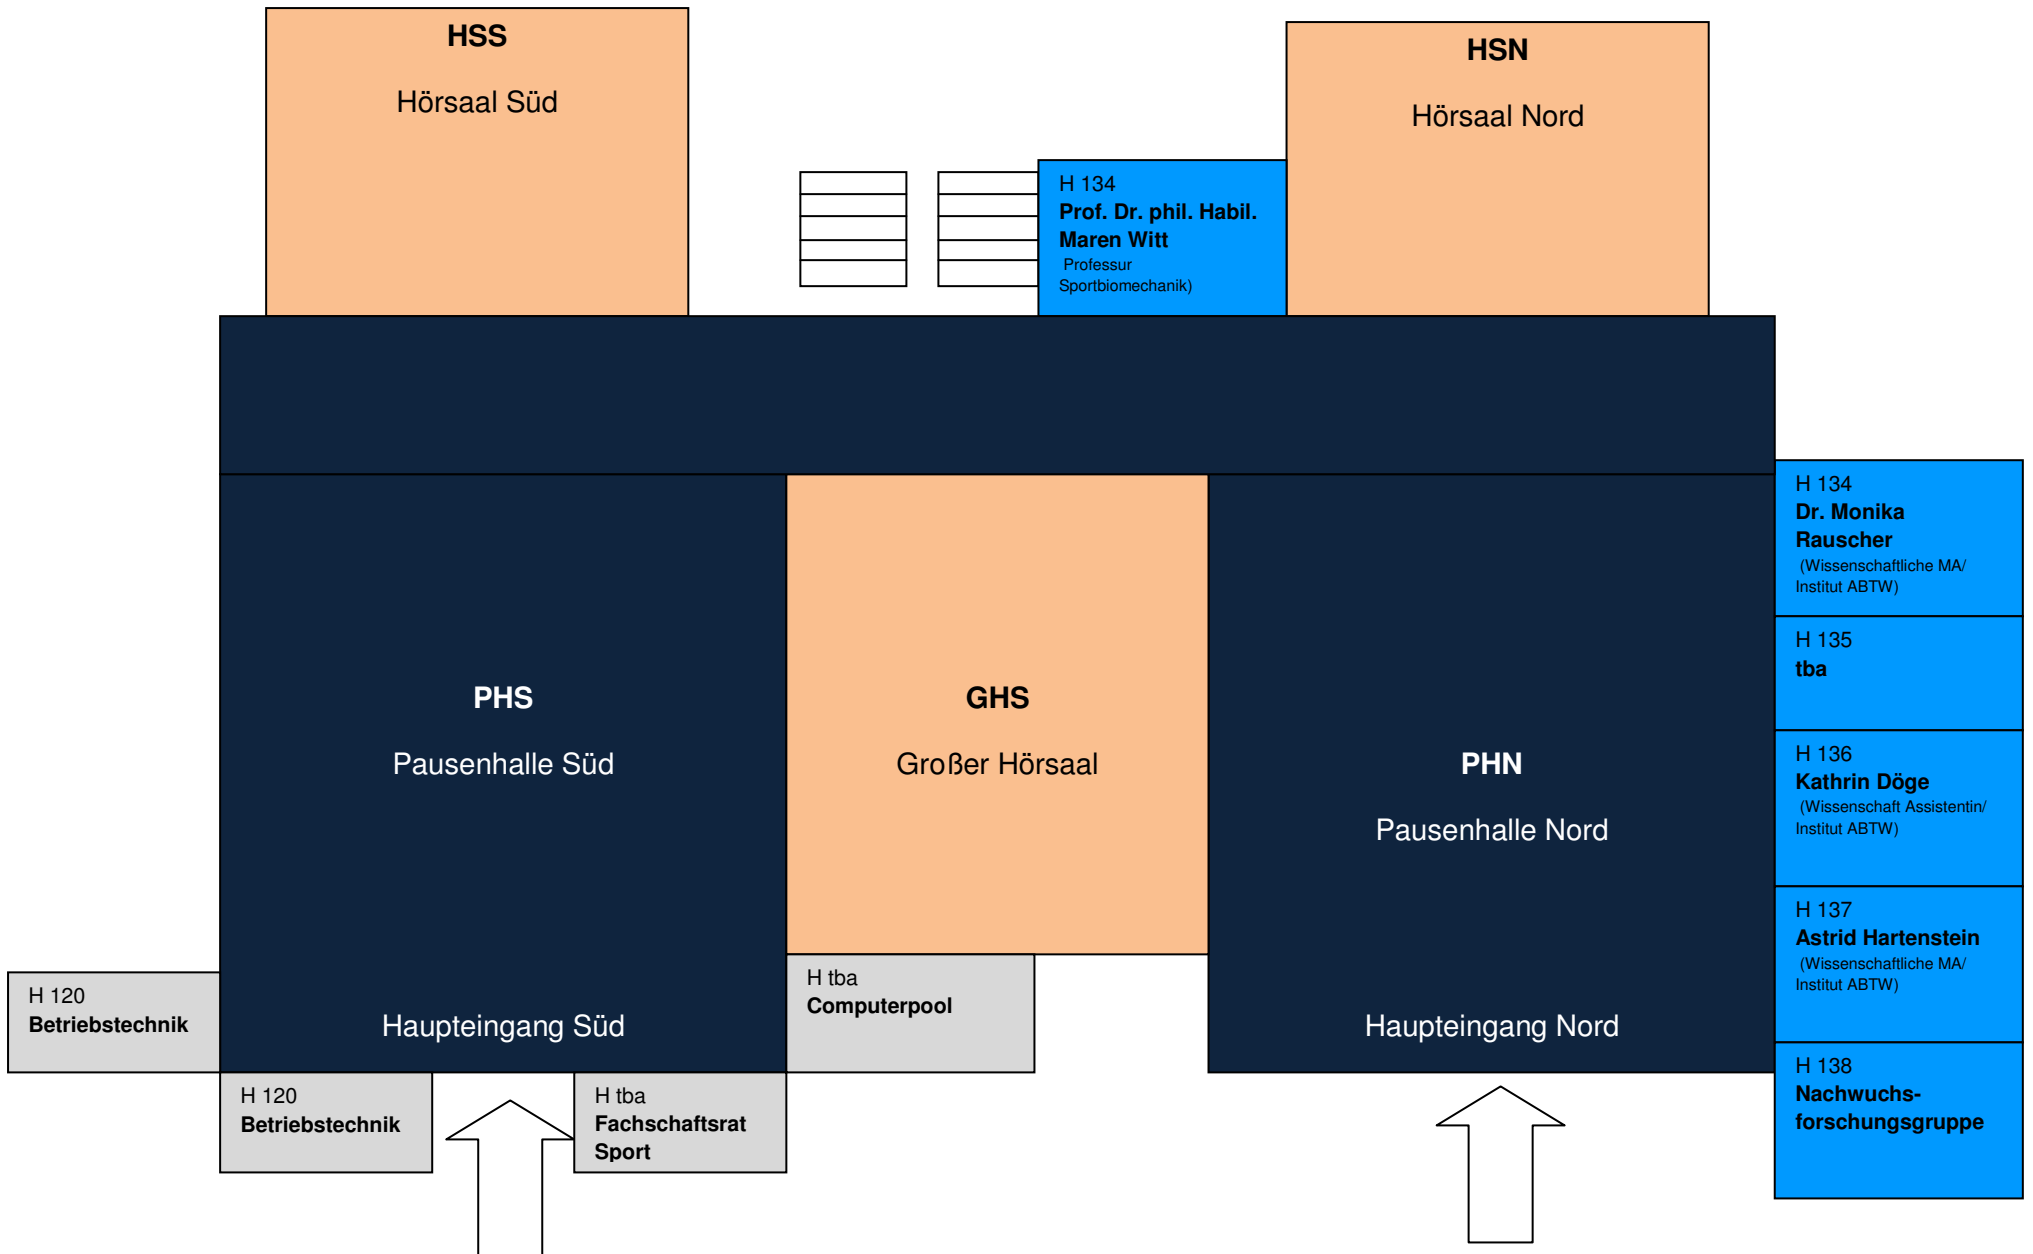 HSS
Hörsaal Süd
HSN
Hörsaal Nord
H 134
Prof. Dr. phil. Habil.
Maren Witt
Professur
Sportbiomechanik)
H 134
Dr. Monika
Rauscher
(Wissenschaftliche MA/
Institut ABTW)
H 135
tba
PHS
Pausenhalle Süd
GHS
Großer Hörsaal
PHN
Pausenhalle Nord
H 136
Kathrin Döge
(Wissenschaft Assistentin/
Institut ABTW)
H 137
Astrid Hartenstein
(Wissenschaftliche MA/
Institut ABTW)
H 120
Betriebstechnik
Haupteingang Süd
H tba
Computerpool
Haupteingang Nord
H 120
Betriebstechnik
H tba
Fachschaftsrat
Sport
H 138
Nachwuchs-
forschungsgruppe